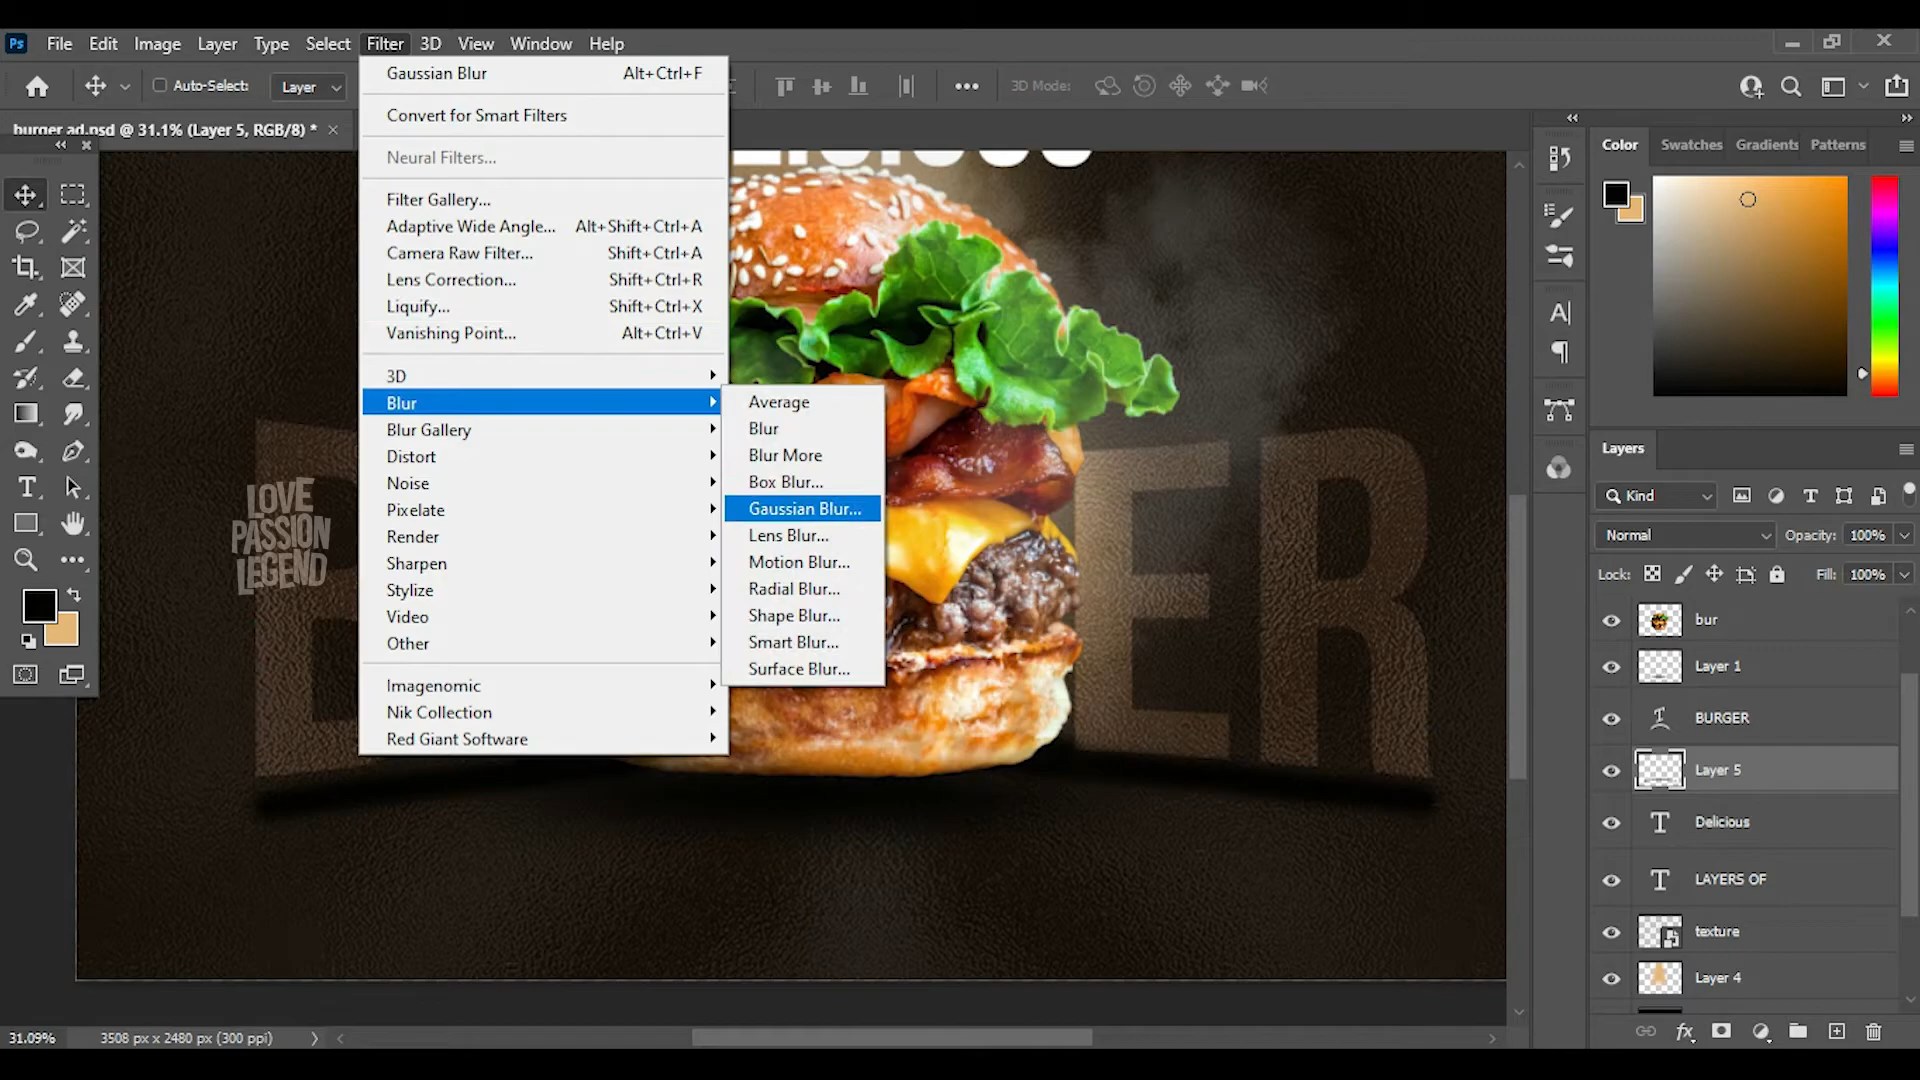 Ps File Edit Image Layer Type Select Filter 3D View Window Help
Auto-Select: Layer 3D Mode:
burger ad.psd @ 31.1% (Layer 5, RGB/8) *
Gaussian Blur Alt+Ctrl+F
Convert for Smart Filters
Neural Filters...
Filter Gallery...
Adaptive Wide Angle... Alt+Shift+Ctrl+A
Camera Raw Filter... Shift+Ctrl+A
Lens Correction... Shift+Ctrl+R
Liquify... Shift+Ctrl+X
Vanishing Point... Alt+Ctrl+V
3D
Blur
Blur Gallery
Distort
Noise
Pixelate
Render
Sharpen
Stylize
Video
Other
Imagenomic
Nik Collection
Red Giant Software
Average
Blur
Blur More
Box Blur...
Gaussian Blur...
Lens Blur...
Motion Blur...
Radial Blur...
Shape Blur...
Smart Blur...
Surface Blur...
LOVE
PASSION
LEGEND
ER
Color Swatches Gradients Patterns
Layers
Kind
Normal Opacity: 100%
Lock: Fill: 100%
bur
Layer 1
BURGER
Layer 5
Delicious
LAYERS OF
texture
Layer 4
31.09% 3508 px x 2480 px (300 ppi)